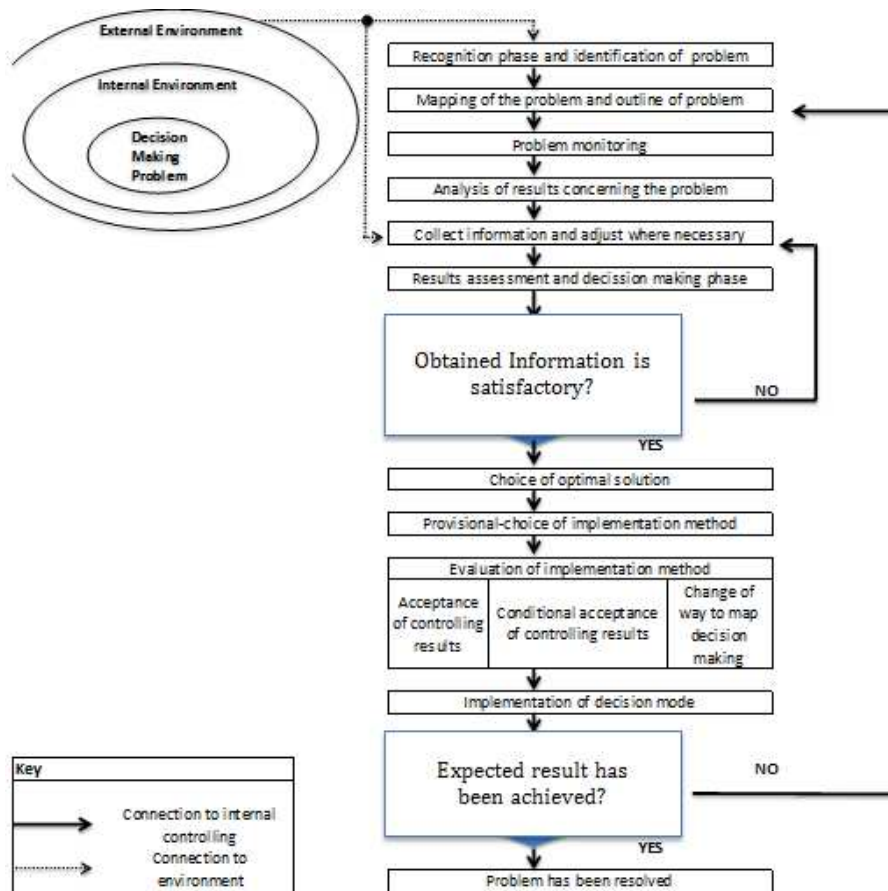 External Environment
Internal Environment
Decision
Making
Problem
Recognition phase and identification of problem
Mapping of the problem and outline of problem
Problem monitoring
Analysis of results concerning the problem
Collect information and adjust where necessary
Results assessment and decission making phase
Obtained Information is
satisfactory?
NO
YES
Choice of optimal solution
Provisional-choice of implementation method
Evaluation of implementation method
Acceptance
of controlling
results
Conditional acceptance
of controlling results
Change of
way to map
decision
making
Implementation of decision mode
Expected result has
been achieved?
NO
YES
Problem has been resolved
Key
Connection to internal
controlling
Connection to
environment